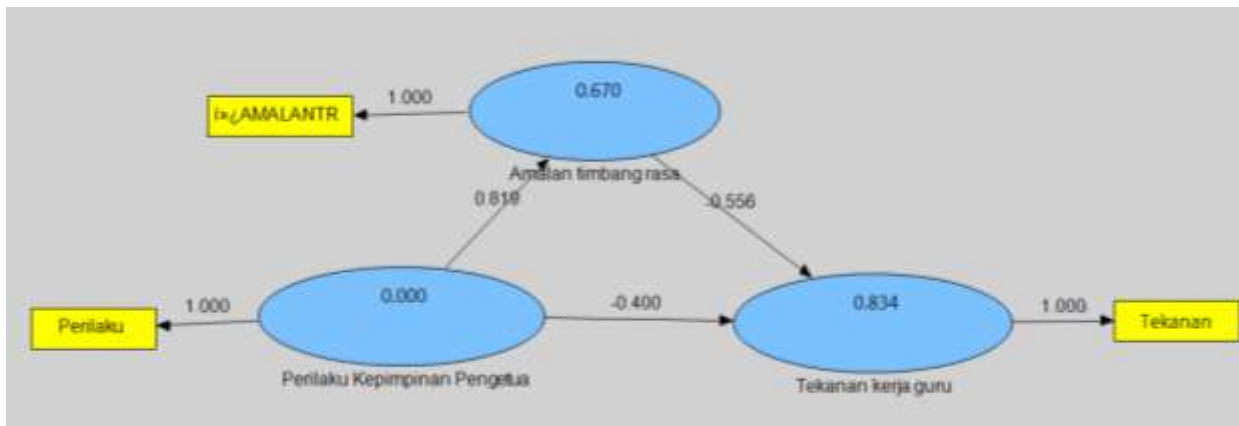 0.670
1.000
AMALANTR
Amalan timbang rasa
0.819
-0.556
0.000
0.834
1.000
-0.400
1.000
Perilaku
Tekanan
Perilaku Kepimpinan Pengetua
Tekanan kerja guru